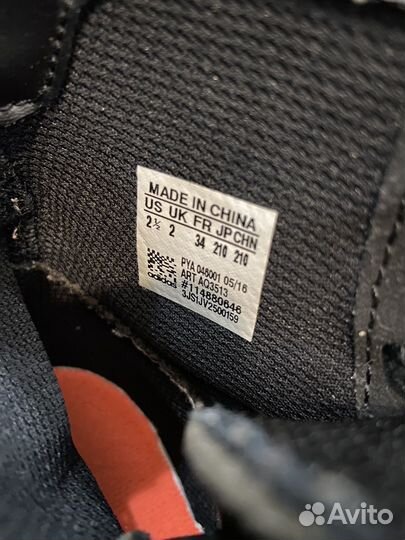 MADE IN CHINA
US UK FR JP CHN
2½ 2 34 210 210
PYA 046001 05/16
ART AQ3513
#114880646
3JS1JV2500159
adidas
Avito